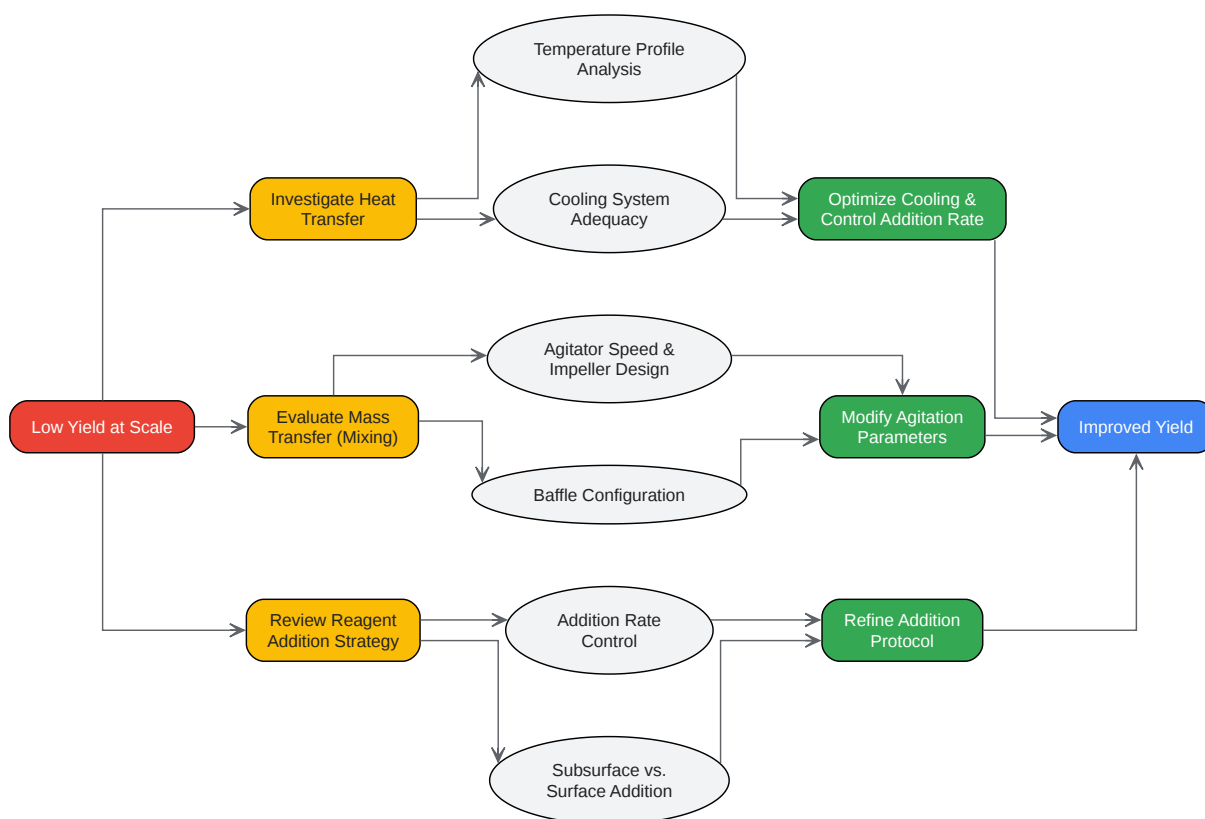 Temperature Profile
Analysis
Investigate Heat
Transfer
Cooling System
Adequacy
Optimize Cooling &
Control Addition Rate
Agitator Speed &
Impeller Design
Low Yield at Scale
Evaluate Mass
Transfer (Mixing)
Modify Agitation
Parameters
Improved Yield
Baffle Configuration
Review Reagent
Addition Strategy
Addition Rate
Control
Refine Addition
Protocol
Subsurface vs.
Surface Addition